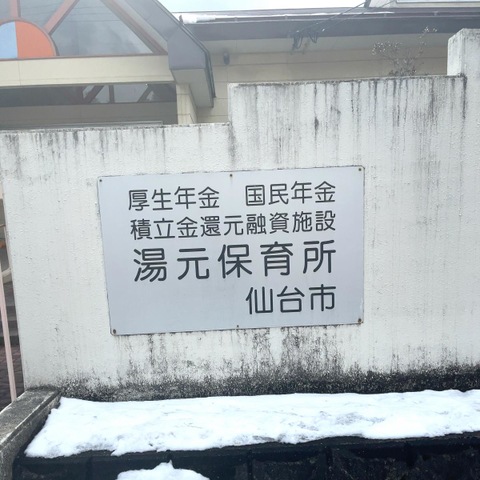 厚生年金 国民年金
積立金還元融資施設
湯元保育所
仙台市